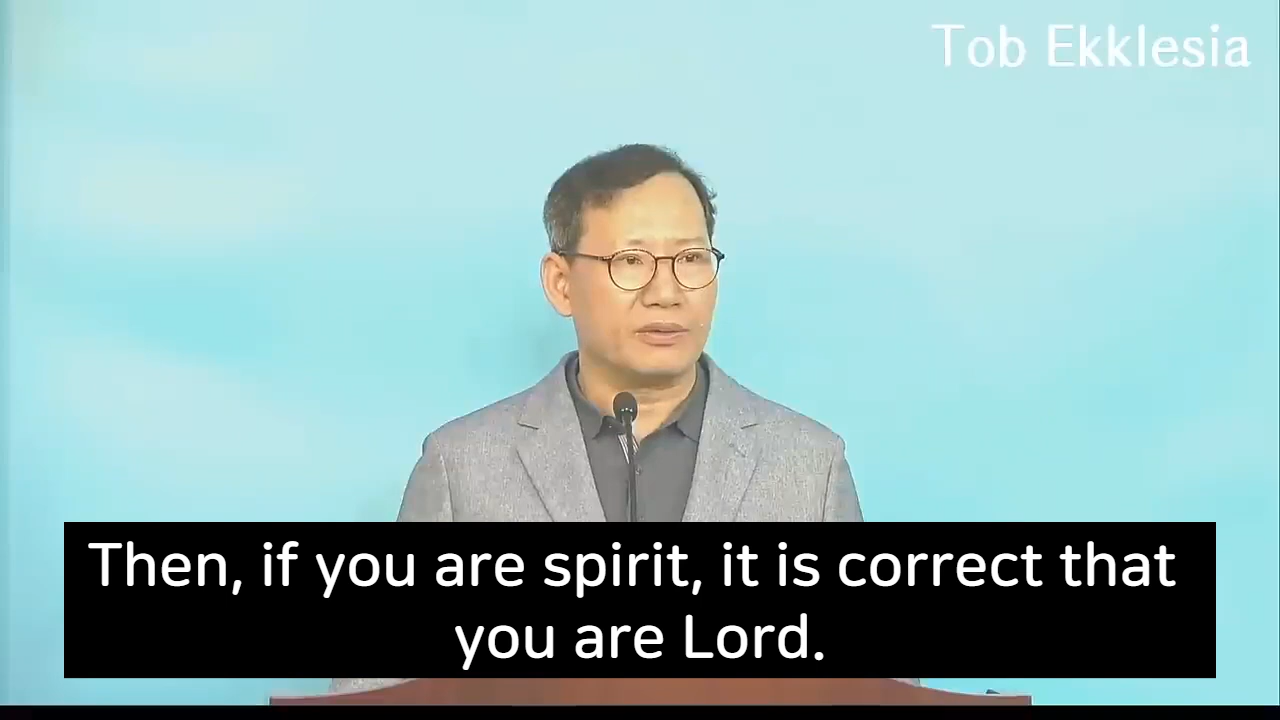 Tob Ekklesia
Then, if you are spirit, it is correct that
you are Lord.